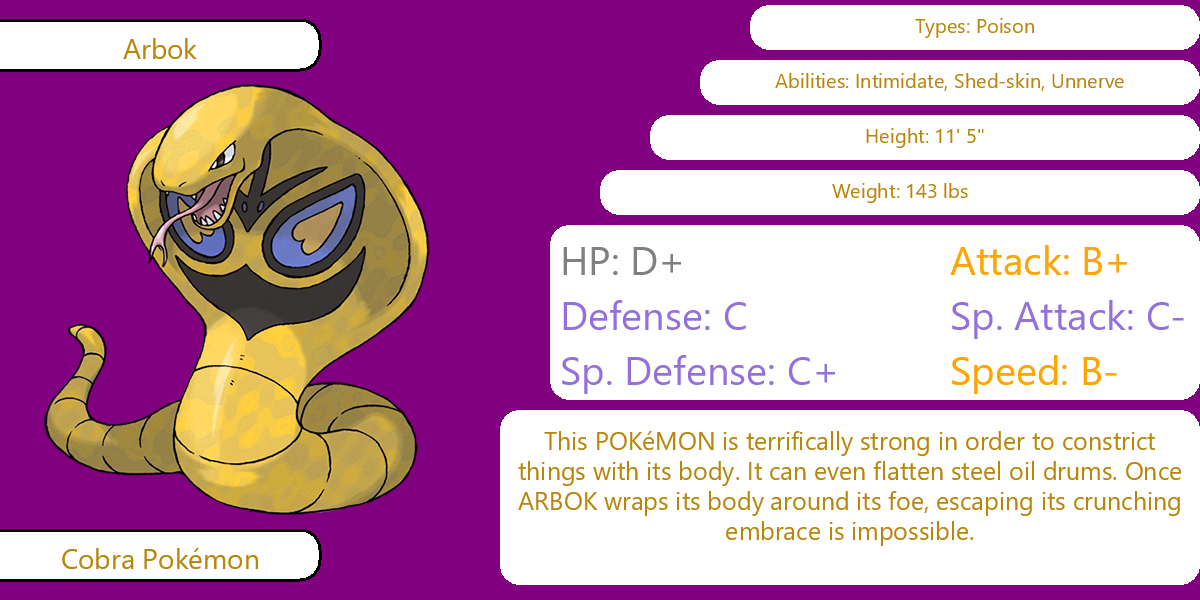 Arbok
Types: Poison
Abilities: Intimidate, Shed-skin, Unnerve
Height: 11' 5"
Weight: 143 lbs
HP: D+
Attack: B+
Defense: C
Sp. Attack: C-
Sp. Defense: C+
Speed: B-
This POKéMON is terrifically strong in order to constrict
things with its body. It can even flatten steel oil drums. Once
ARBOK wraps its body around its foe, escaping its crunching
embrace is impossible.
Cobra Pokémon